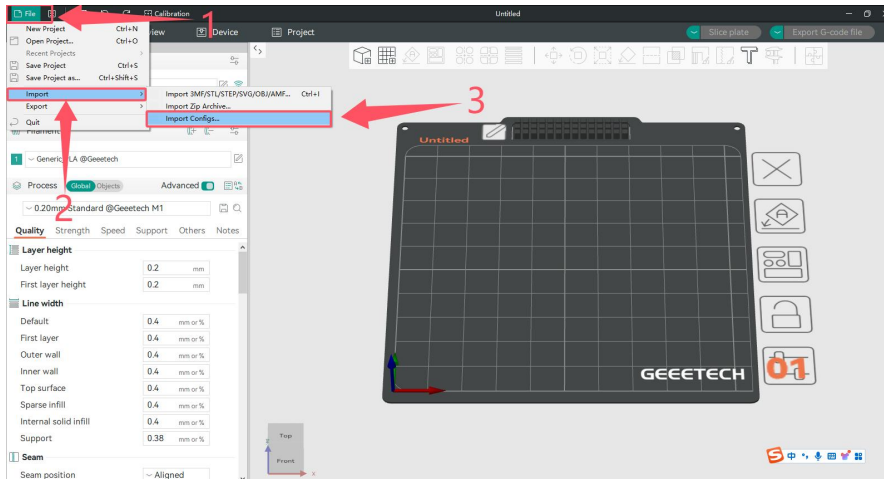 File
Calibration
1
Untitled
New Project Ctrl+N
Open Project... Ctrl+O
Recent Projects
Save Project Ctrl+S
Save Project as... Ctrl+Shift+S
Import
Export
Quit
Device
Project
Slice plate
Export G-code file
Import 3MF/STL/STEP/SVG/OBJ/AMF... Ctrl+I
Import Zip Archive...
Import Configs...
3
Filament
1 Generic PLA @Geeetech
Process Global Objects Advanced
2
0.20mm Standard @Geeetech M1
Quality Strength Speed Support Others Notes
Layer height
Layer height 0.2 mm
First layer height 0.2 mm
Line width
Default 0.4 mm or %
First layer 0.4 mm or %
Outer wall 0.4 mm or %
Inner wall 0.4 mm or %
Top surface 0.4 mm or %
Sparse infill 0.4 mm or %
Internal solid infill 0.4 mm or %
Support 0.38 mm or %
Seam
Seam position Aligned
Untitled
GEEETECH
01
Top
Front
x
中